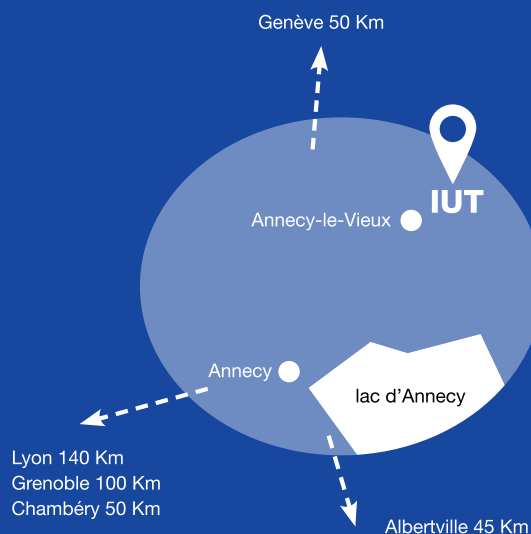 Genève 50 Km
IUT
Annecy-le-Vieux
Annecy
lac d'Annecy
Lyon 140 Km
Grenoble 100 Km
Chambéry 50 Km
Albertville 45 Km